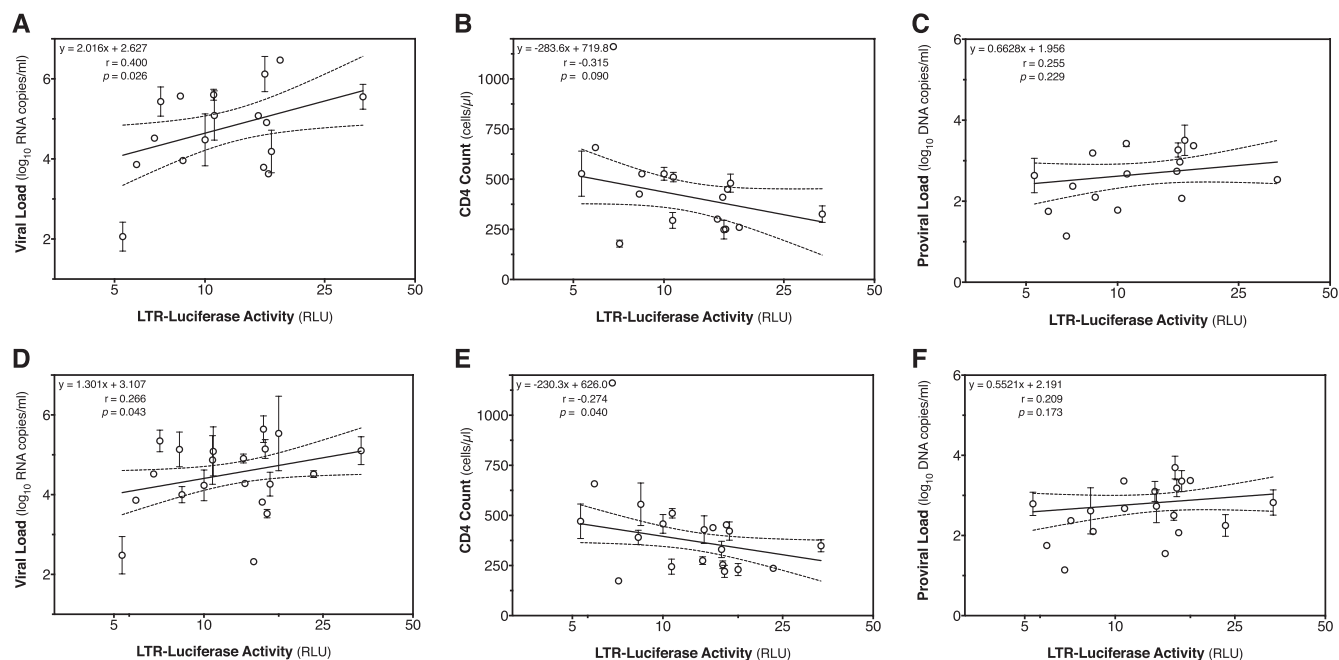 A
y = 2.016x + 2.627
r = 0.400
p = 0.026
Viral Load (log10 RNA copies/ml)
6
4
2
5 10 25 50
LTR-Luciferase Activity (RLU)
B
y = -283.6x + 719.8
r = -0.315
p = 0.090
CD4 Count (cells/µl)
1000
750
500
250
0
5 10 25 50
LTR-Luciferase Activity (RLU)
C
y = 0.6628x + 1.956
r = 0.255
p = 0.229
Proviral Load (log10 DNA copies/ml)
6
4
2
0
5 10 25 50
LTR-Luciferase Activity (RLU)
D
y = 1.301x + 3.107
r = 0.266
p = 0.043
Viral Load (log10 RNA copies/ml)
6
4
2
5 10 25 50
LTR-Luciferase Activity (RLU)
E
y = -230.3x + 626.0
r = -0.274
p = 0.040
CD4 Count (cells/µl)
1000
750
500
250
0
5 10 25 50
LTR-Luciferase Activity (RLU)
F
y = 0.5521x + 2.191
r = 0.209
p = 0.173
Proviral Load (log10 DNA copies/ml)
6
4
2
0
5 10 25 50
LTR-Luciferase Activity (RLU)